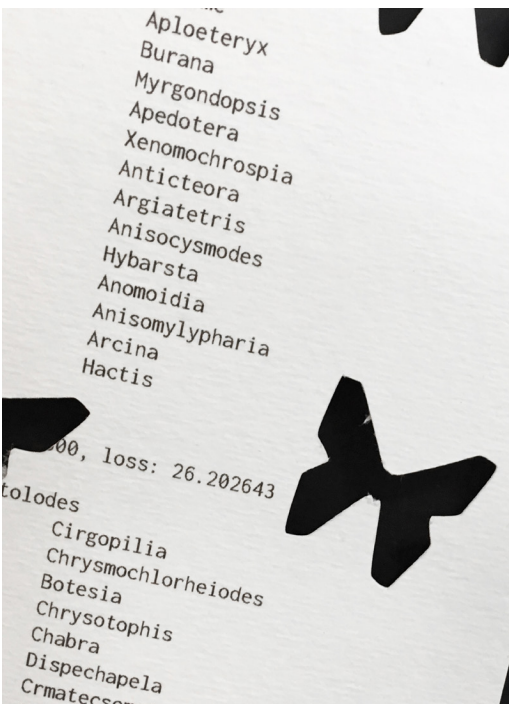 Aploeteryx
Burana
Myrgondopsis
Apedotera
Xenomochrospia
Anticteora
Argiatetris
Anisocysmodes
Hybarsta
Anomoidia
Anisomylypharia
Arcina
Hactis
00, loss: 26.202643
tolodes
Cirgopilia
Chrysmochlorheiodes
Botesia
Chrysotophis
Chabra
Dispechapela